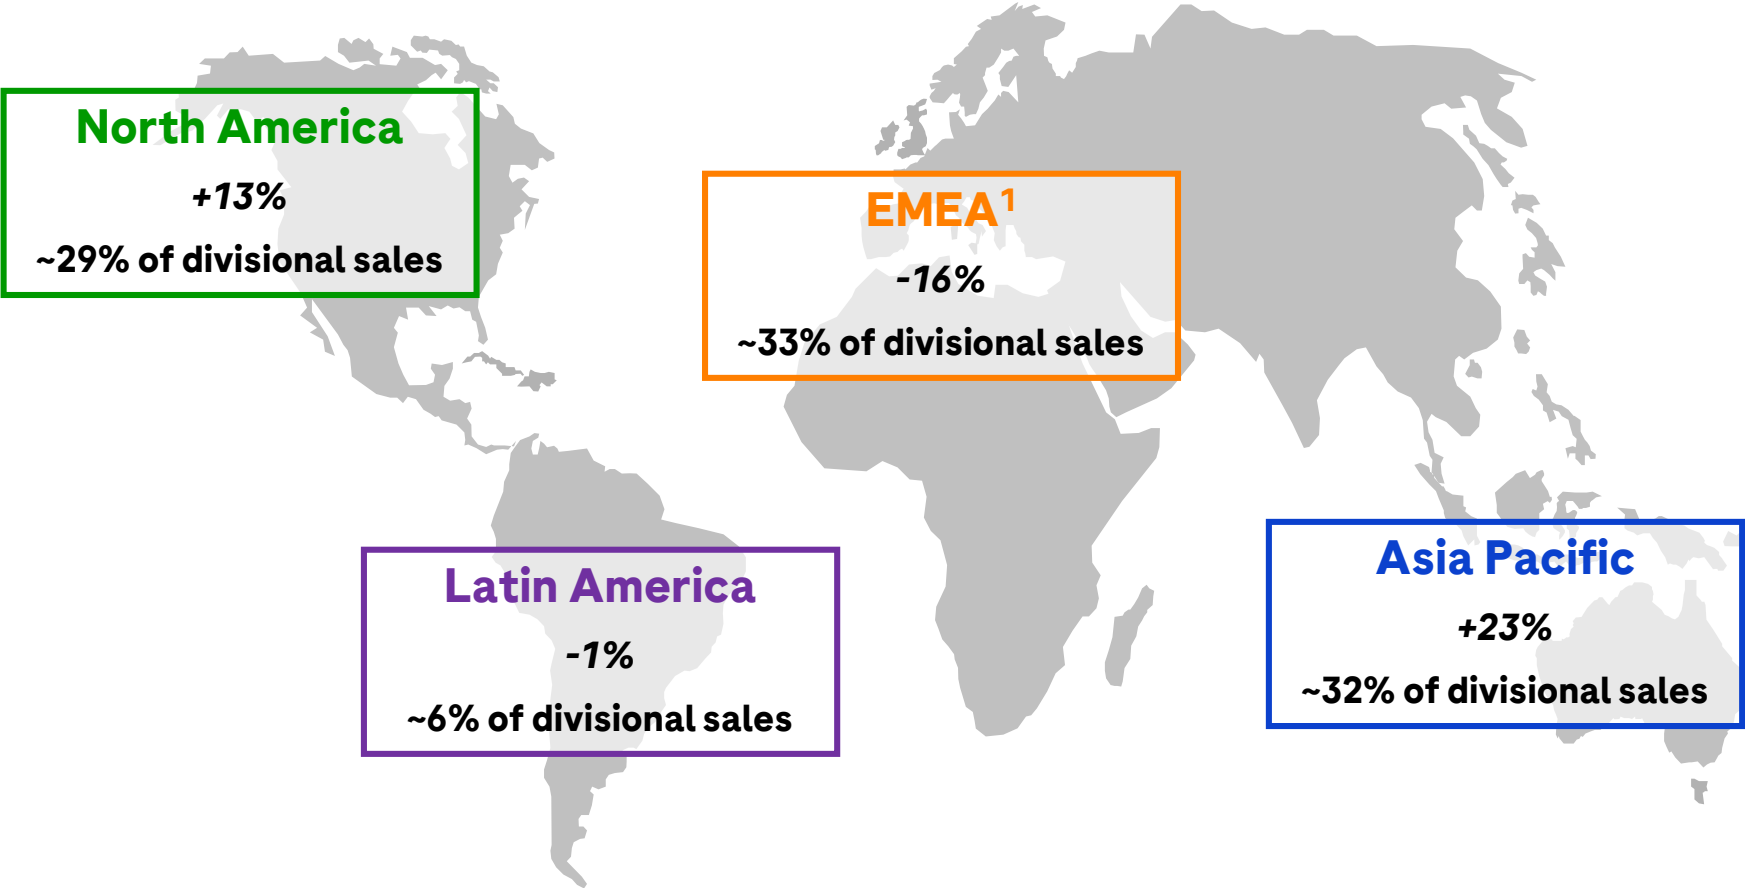 North America
+13%
~29% of divisional sales
EMEA¹
-16%
~33% of divisional sales
Latin America
-1%
~6% of divisional sales
Asia Pacific
+23%
~32% of divisional sales